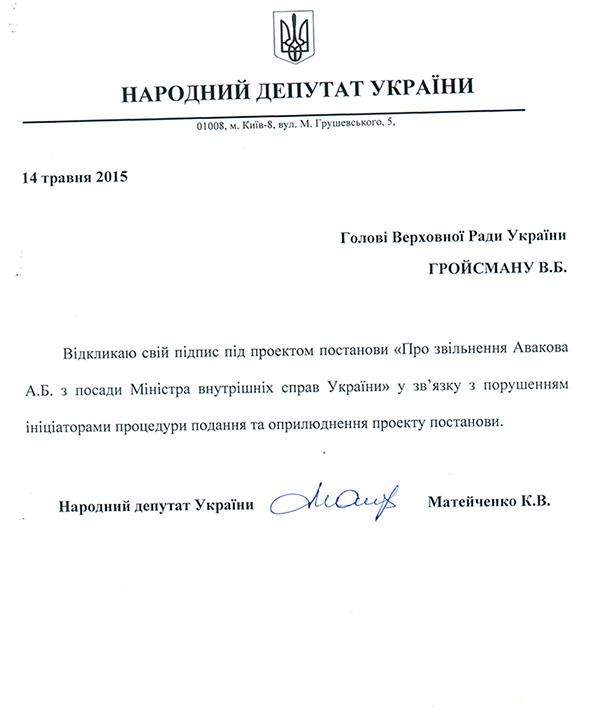 НАРОДНИЙ ДЕПУТАТ УКРАЇНИ
01008, м. Київ-8, вул. М. Грушевського, 5,
14 травня 2015
Голові Верховної Ради України
ГРОЙСМАНУ В.Б.
Відкликаю свій підпис під проектом постанови «Про звільнення Авакова
А.Б. з посади Міністра внутрішніх справ України» у зв’язку з порушенням
ініціаторами процедури подання та оприлюднення проекту постанови.
Народний депутат України Матейченко К.В.